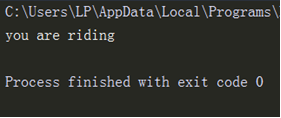 C:\Users\LP\AppData\Local\Programs\
you are riding
Process finished with exit code 0